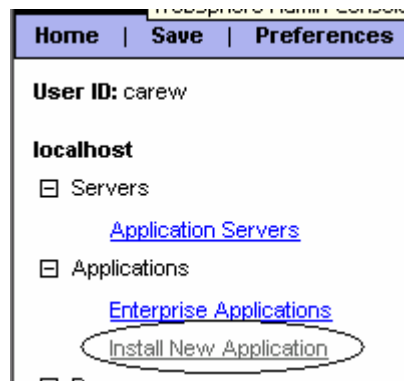 Home | Save | Preferences
User ID: carew
localhost
Servers
Application Servers
Applications
Enterprise Applications
Install New Application